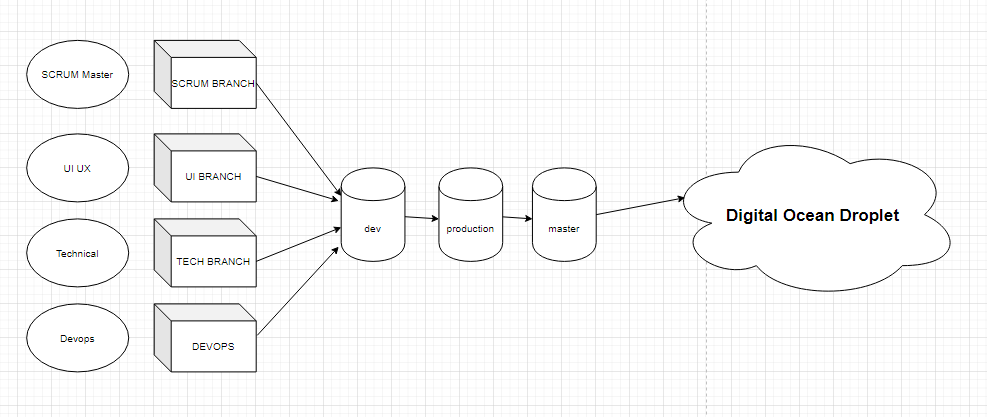 SCRUM Master
SCRUM BRANCH
UI UX
UI BRANCH
Technical
TECH BRANCH
Devops
DEVOPS
dev
production
master
Digital Ocean Droplet